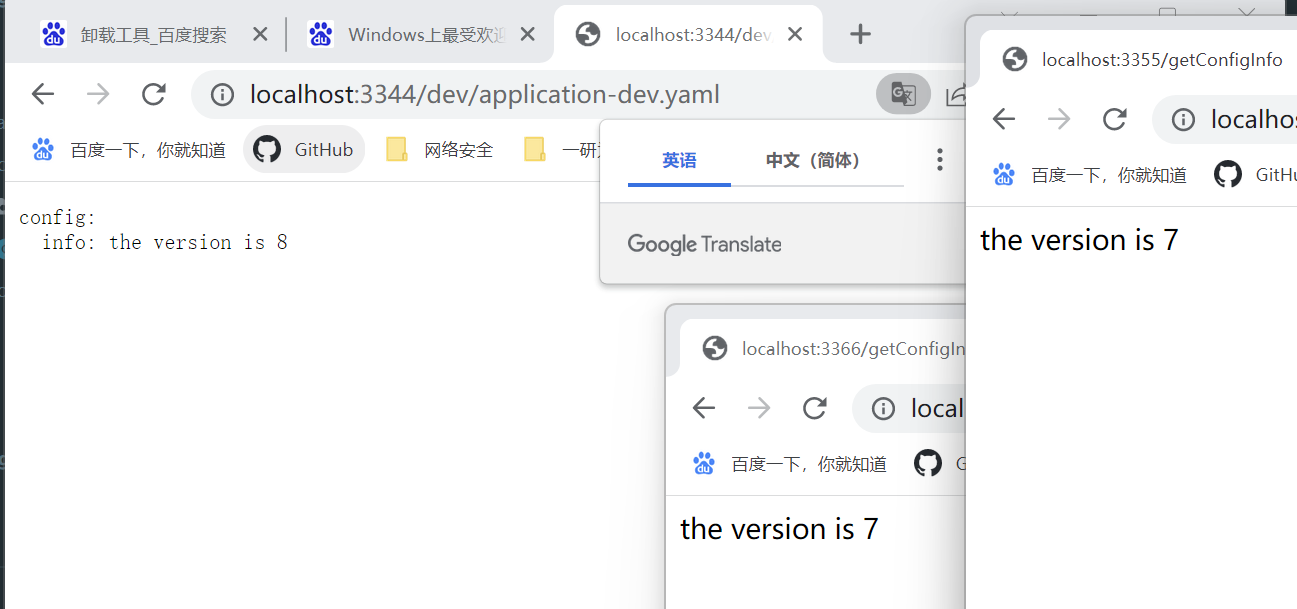 卸载工具_百度搜索
Windows上最受欢迎
localhost:3344/dev/
localhost:3344/dev/application-dev.yaml
百度一下，你就知道
GitHub
网络安全
一研
英语
中文（简体）
Google Translate
config:
info: the version is 8
localhost:3355/getConfigInfo
localhos
百度一下，你就知道
GitHu
the version is 7
localhost:3366/getConfigIn
local
百度一下，你就知道
G
the version is 7